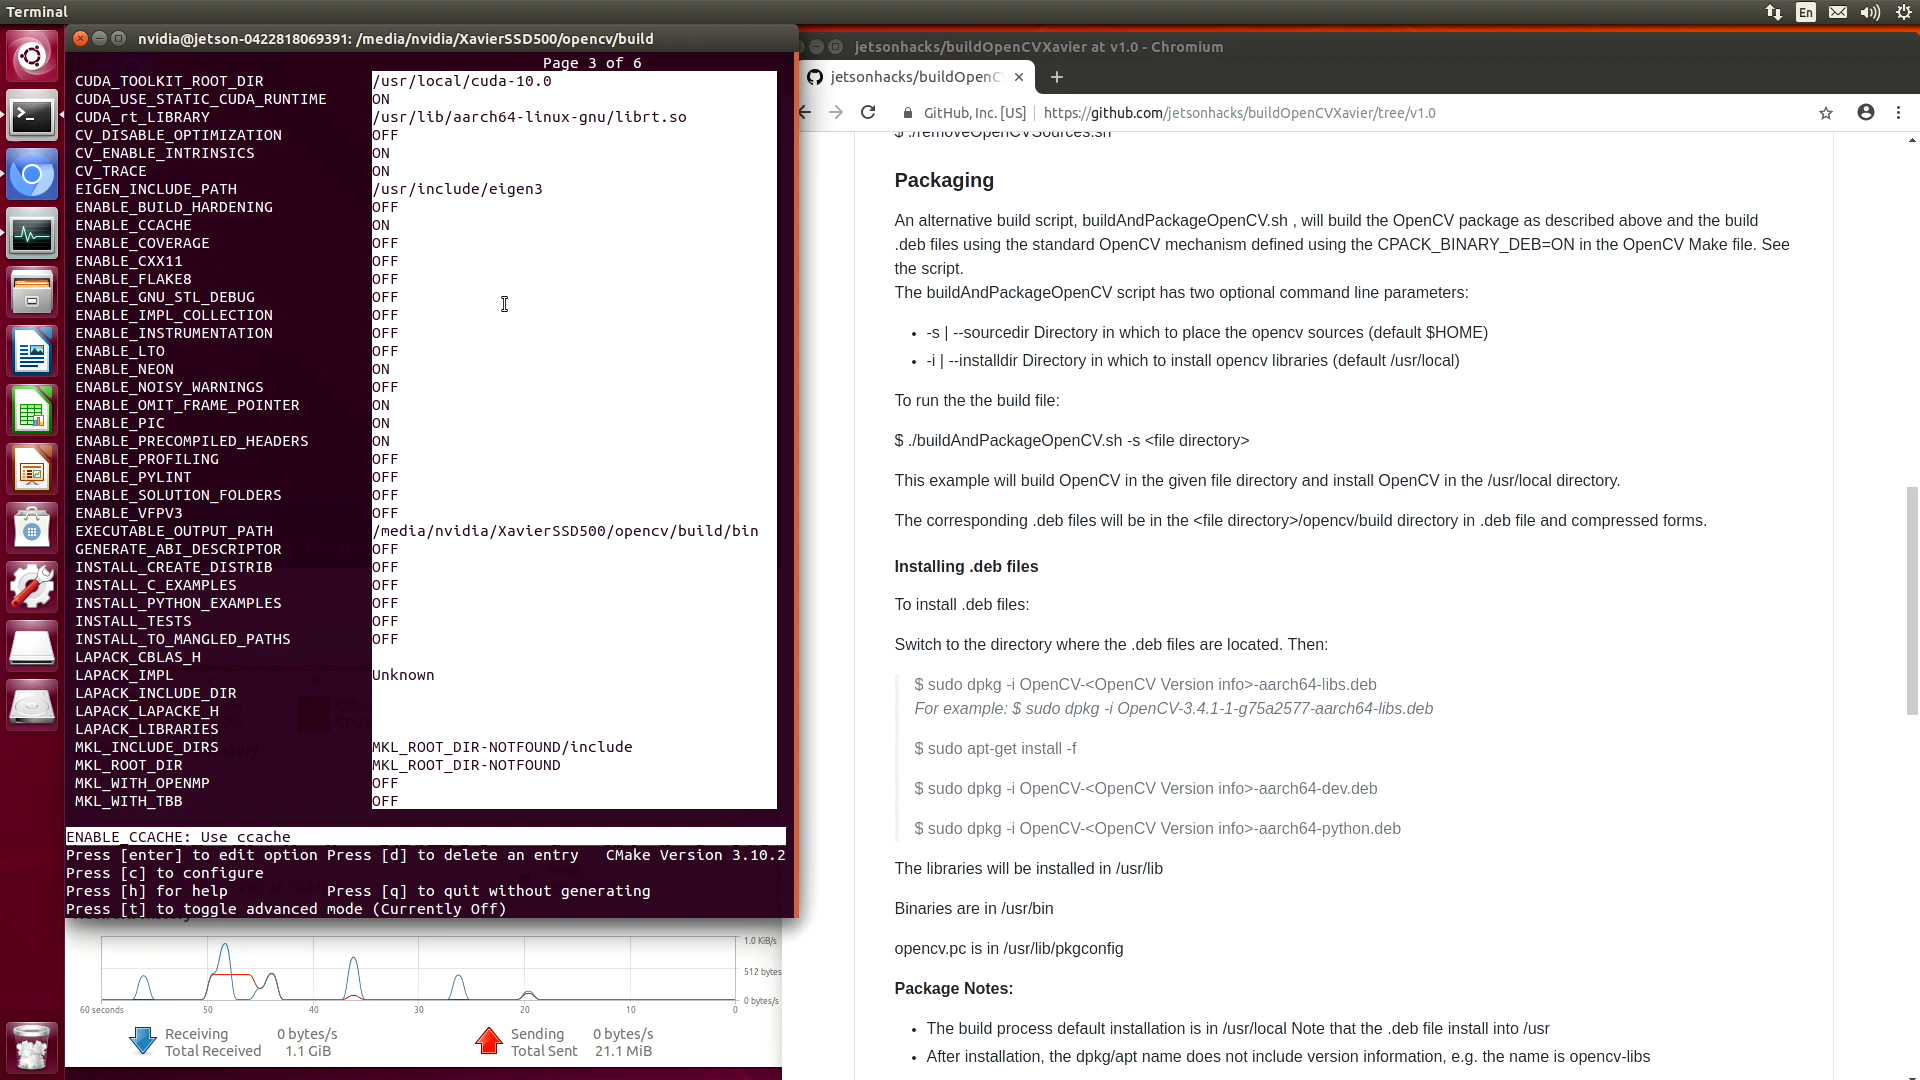 Terminal
En
nvidia@jetson-0422818069391: /media/nvidia/XavierSSD500/opencv/build
Page 3 of 6
CUDA_TOOLKIT_ROOT_DIR /usr/local/cuda-10.0
CUDA_USE_STATIC_CUDA_RUNTIME ON
CUDA_rt_LIBRARY /usr/lib/aarch64-linux-gnu/librt.so
CV_DISABLE_OPTIMIZATION OFF
CV_ENABLE_INTRINSICS ON
CV_TRACE ON
EIGEN_INCLUDE_PATH /usr/include/eigen3
ENABLE_BUILD_HARDENING OFF
ENABLE_CCACHE ON
ENABLE_COVERAGE OFF
ENABLE_CXX11 OFF
ENABLE_FLAKE8 OFF
ENABLE_GNU_STL_DEBUG OFF
ENABLE_IMPL_COLLECTION OFF
ENABLE_INSTRUMENTATION OFF
ENABLE_LTO OFF
ENABLE_NEON ON
ENABLE_NOISY_WARNINGS OFF
ENABLE_OMIT_FRAME_POINTER ON
ENABLE_PIC ON
ENABLE_PRECOMPILED_HEADERS ON
ENABLE_PROFILING OFF
ENABLE_PYLINT OFF
ENABLE_SOLUTION_FOLDERS OFF
ENABLE_VFPV3 OFF
EXECUTABLE_OUTPUT_PATH /media/nvidia/XavierSSD500/opencv/build/bin
GENERATE_ABI_DESCRIPTOR OFF
INSTALL_CREATE_DISTRIB OFF
INSTALL_C_EXAMPLES OFF
INSTALL_PYTHON_EXAMPLES OFF
INSTALL_TESTS OFF
INSTALL_TO_MANGLED_PATHS OFF
LAPACK_CBLAS_H
LAPACK_IMPL Unknown
LAPACK_INCLUDE_DIR
LAPACK_LAPACKE_H
LAPACK_LIBRARIES
MKL_INCLUDE_DIRS MKL_ROOT_DIR-NOTFOUND/include
MKL_ROOT_DIR MKL_ROOT_DIR-NOTFOUND
MKL_WITH_OPENMP OFF
MKL_WITH_TBB OFF
ENABLE_CCACHE: Use ccache
Press [enter] to edit option Press [d] to delete an entry CMake Version 3.10.2
Press [c] to configure
Press [h] for help Press [q] to quit without generating
Press [t] to toggle advanced mode (Currently Off)
1.0 KiB/s
512 bytes
0 bytes/s
60 seconds 50 40 30 20 10 0
Receiving 0 bytes/s Sending 0 bytes/s
Total Received 1.1 GiB Total Sent 21.1 MiB
jetsonhacks/buildOpenCVXavier at v1.0 - Chromium
jetsonhacks/buildOpenC
GitHub, Inc. [US] https://github.com/jetsonhacks/buildOpenCVXavier/tree/v1.0
$ ./removeOpenCVSources.sh
Packaging
An alternative build script, buildAndPackageOpenCV.sh , will build the OpenCV package as described above and the build
.deb files using the standard OpenCV mechanism defined using the CPACK_BINARY_DEB=ON in the OpenCV Make file. See
the script.
The buildAndPackageOpenCV script has two optional command line parameters:
• -s | --sourcedir Directory in which to place the opencv sources (default $HOME)
• -i | --installdir Directory in which to install opencv libraries (default /usr/local)
To run the the build file:
$ ./buildAndPackageOpenCV.sh -s <file directory>
This example will build OpenCV in the given file directory and install OpenCV in the /usr/local directory.
The corresponding .deb files will be in the <file directory>/opencv/build directory in .deb file and compressed forms.
Installing .deb files
To install .deb files:
Switch to the directory where the .deb files are located. Then:
$ sudo dpkg -i OpenCV-<OpenCV Version info>-aarch64-libs.deb
For example: $ sudo dpkg -i OpenCV-3.4.1-1-g75a2577-aarch64-libs.deb
$ sudo apt-get install -f
$ sudo dpkg -i OpenCV-<OpenCV Version info>-aarch64-dev.deb
$ sudo dpkg -i OpenCV-<OpenCV Version info>-aarch64-python.deb
The libraries will be installed in /usr/lib
Binaries are in /usr/bin
opencv.pc is in /usr/lib/pkgconfig
Package Notes:
• The build process default installation is in /usr/local Note that the .deb file install into /usr
• After installation, the dpkg/apt name does not include version information, e.g. the name is opencv-libs